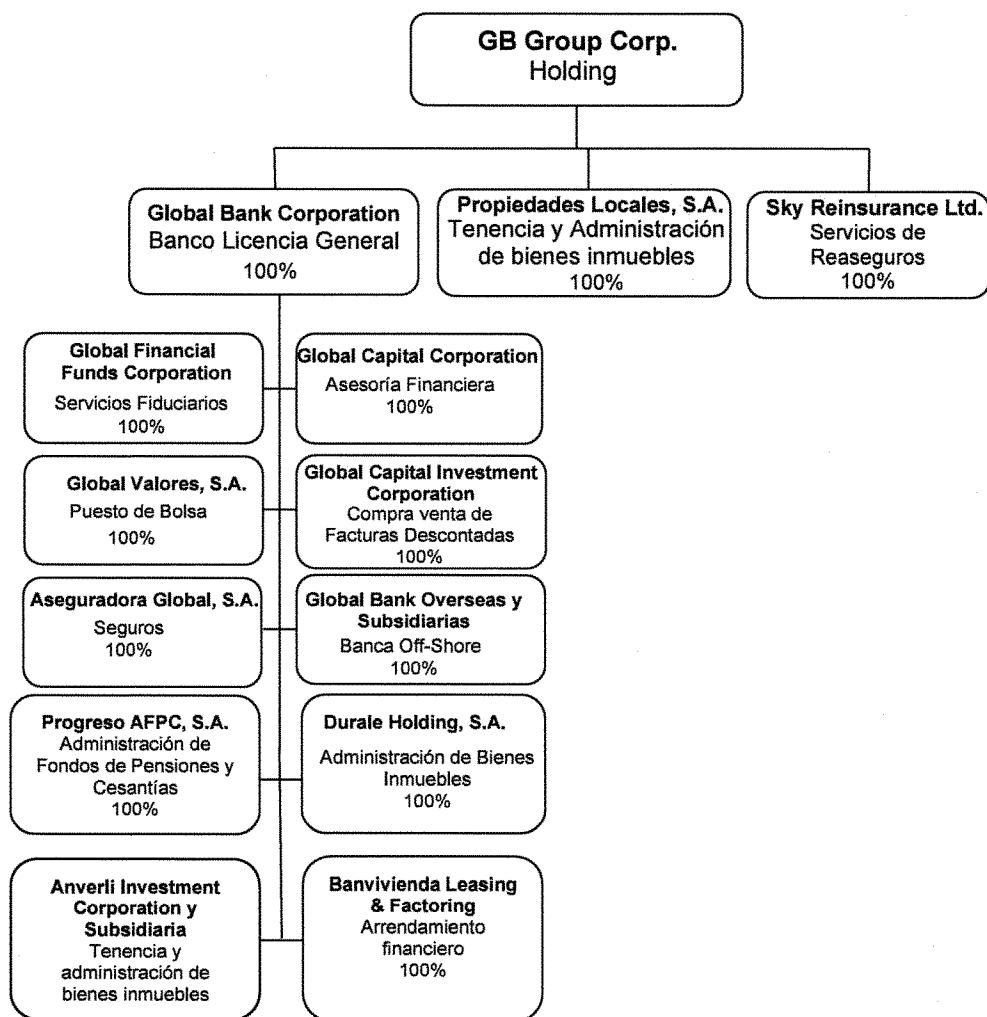 GB Group Corp.
Holding
Global Bank Corporation
Banco Licencia General
100%
Propiedades Locales, S.A.
Tenencia y Administración
de bienes inmuebles
100%
Sky Reinsurance Ltd.
Servicios de
Reaseguros
100%
Global Financial
Funds Corporation
Servicios Fiduciarios
100%
Global Capital Corporation
Asesoría Financiera
100%
Global Valores, S.A.
Puesto de Bolsa
100%
Global Capital Investment
Corporation
Compra venta de
Facturas Descontadas
100%
Aseguradora Global, S.A.
Seguros
100%
Global Bank Overseas y
Subsidiarias
Banca Off-Shore
100%
Progreso AFPC, S.A.
Administración de
Fondos de Pensiones y
Cesantías
100%
Durale Holding, S.A.
Administración de Bienes
Inmuebles
100%
Anverli Investment
Corporation y
Subsidiaria
Tenencia y
administración de
bienes inmuebles
Banvivienda Leasing
& Factoring
Arrendamiento
financiero
100%